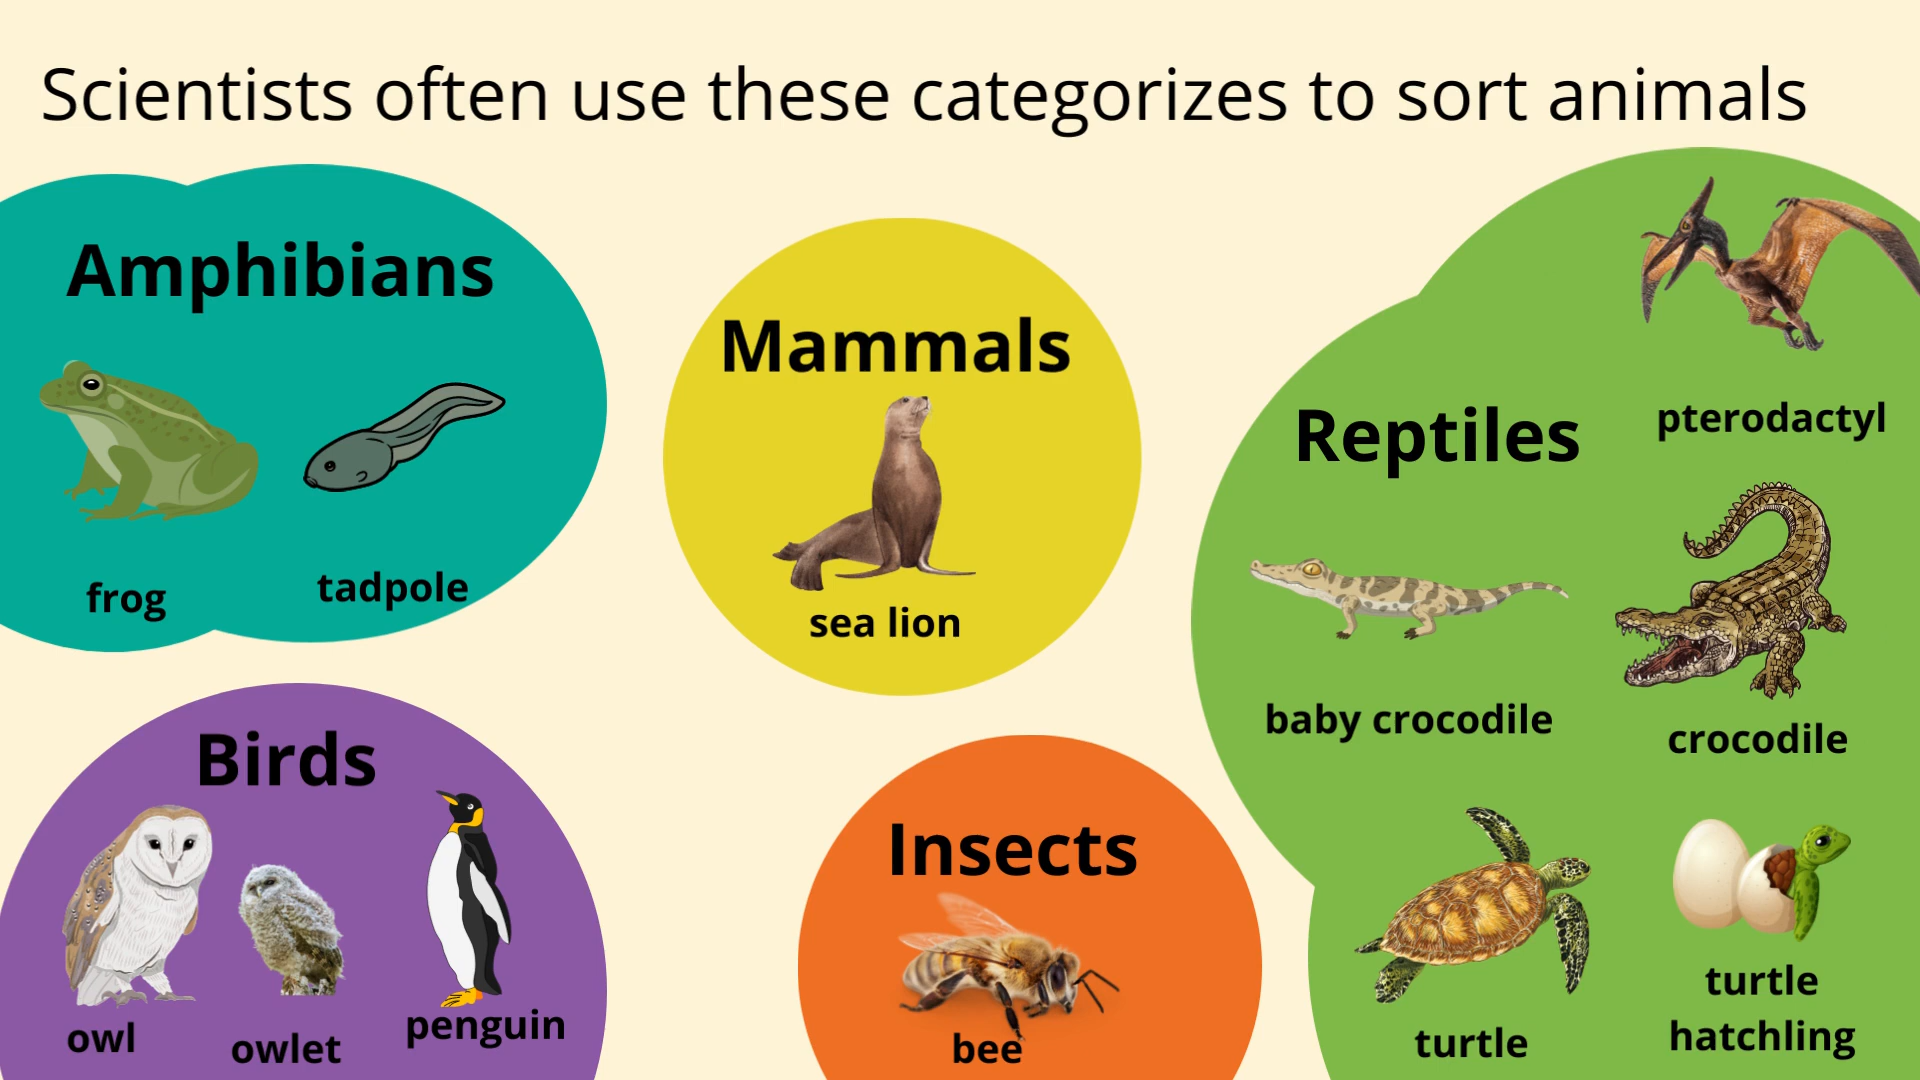 Scientists often use these categorizes to sort animals
Amphibians
frog
tadpole
Mammals
sea lion
Reptiles
pterodactyl
baby crocodile
crocodile
turtle
turtle
hatchling
Birds
owl
owlet
penguin
Insects
bee